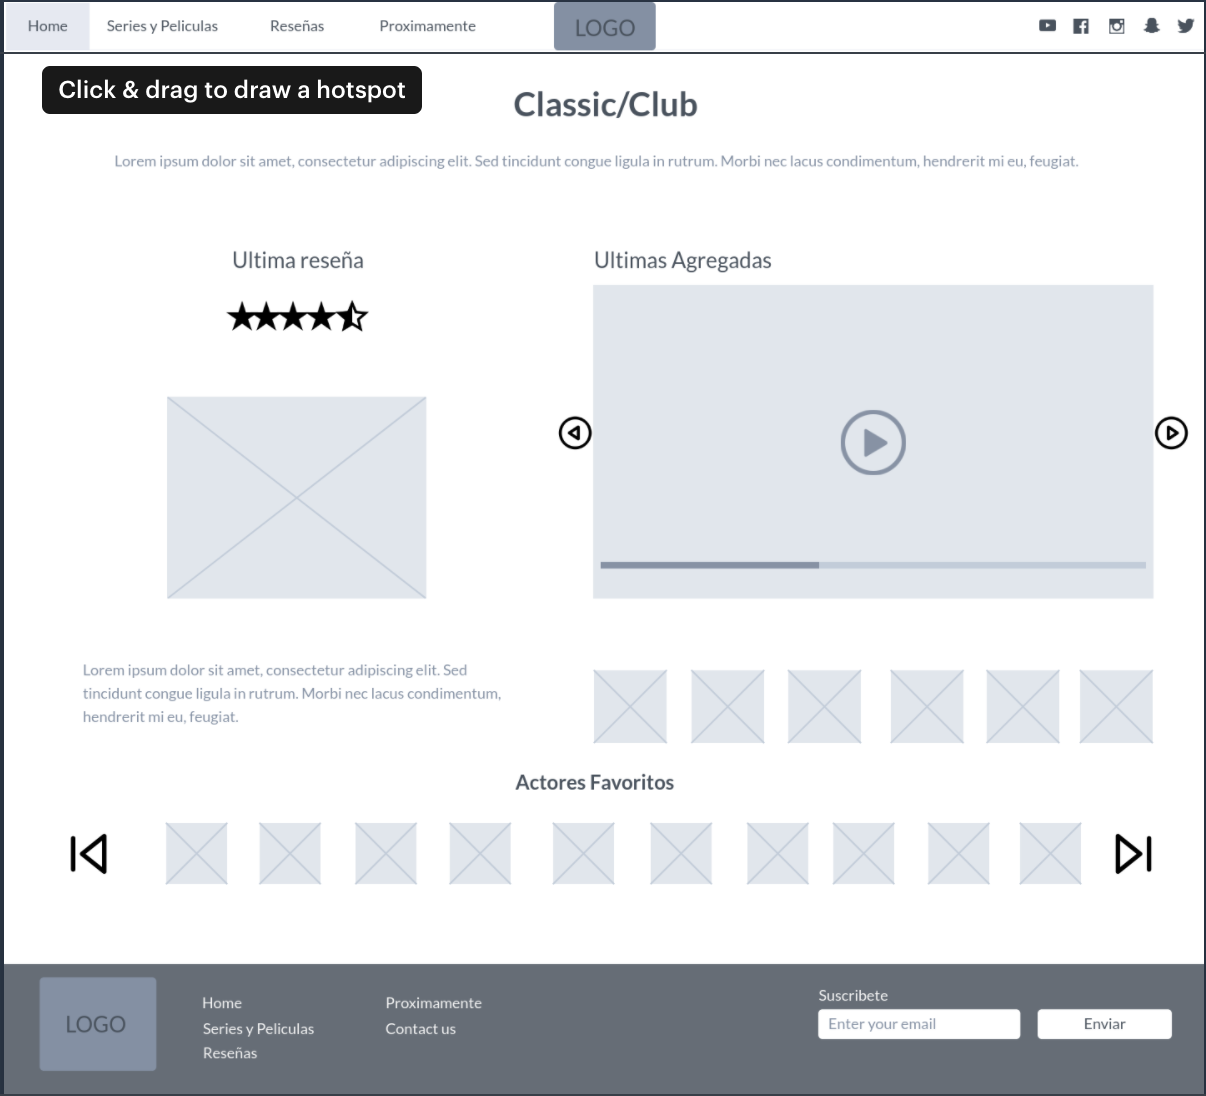 Home
Series y Peliculas
Reseñas
Proximamente
LOGO
Click & drag to draw a hotspot
Classic/Club
Lorem ipsum dolor sit amet, consectetur adipiscing elit. Sed tincidunt congue ligula in rutrum. Morbi nec lacus condimentum, hendrerit mi eu, feugiat.
Ultima reseña
Ultimas Agregadas
Lorem ipsum dolor sit amet, consectetur adipiscing elit. Sed
tincidunt congue ligula in rutrum. Morbi nec lacus condimentum,
hendrerit mi eu, feugiat.
Actores Favoritos
LOGO
Home
Series y Peliculas
Reseñas
Proximamente
Contact us
Suscribete
Enter your email
Enviar